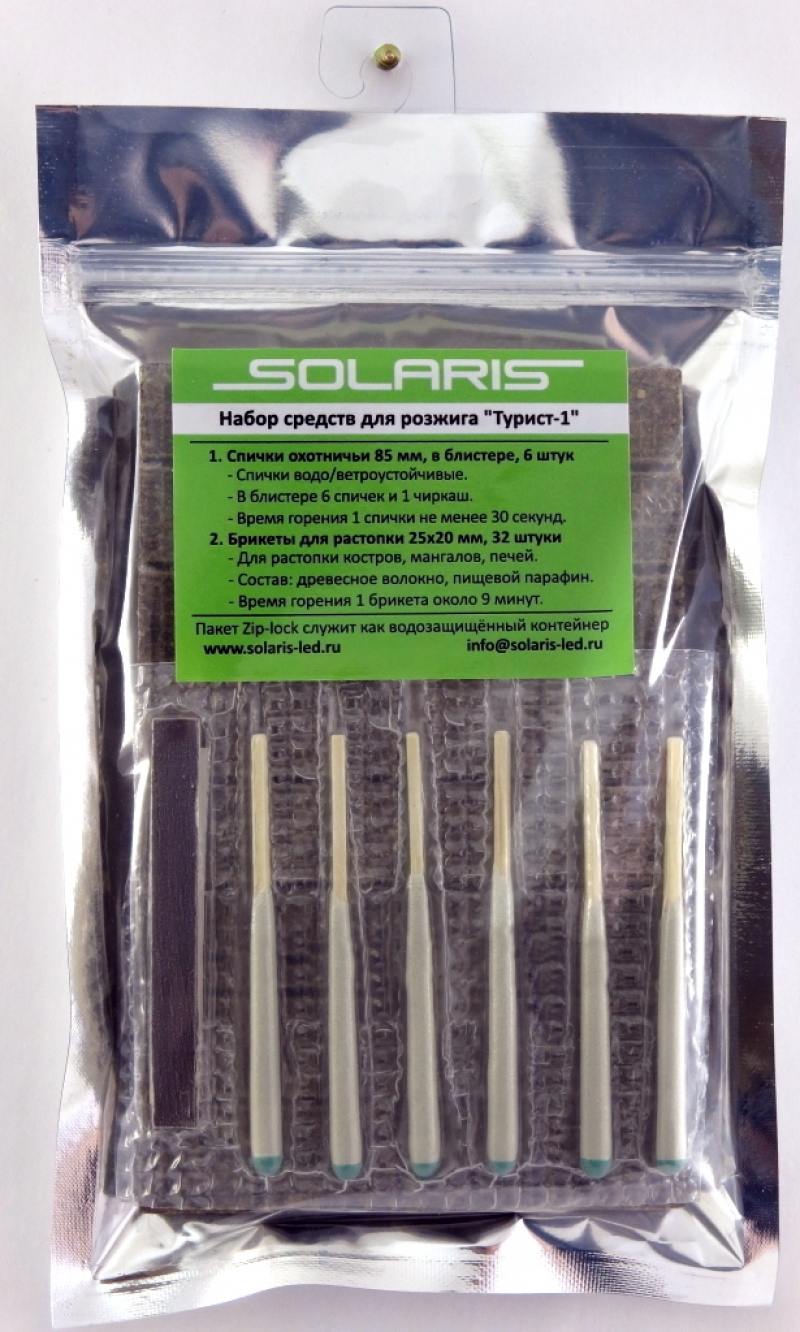 SOLARIS
Набор средств для розжига "Турист-1"
1. Спички охотничьи 85 мм, в блистере, 6 штук
- Спички водо/ветроустойчивые.
- В блистере 6 спичек и 1 чиркаш.
- Время горения 1 спички не менее 30 секунд.
2. Брикеты для растопки 25х20 мм, 32 штуки
- Для растопки костров, мангалов, печей.
- Состав: древесное волокно, пищевой парафин.
- Время горения 1 брикета около 9 минут.
Пакет Zip-lock служит как водозащищённый контейнер
www.solaris-led.ru info@solaris-led.ru